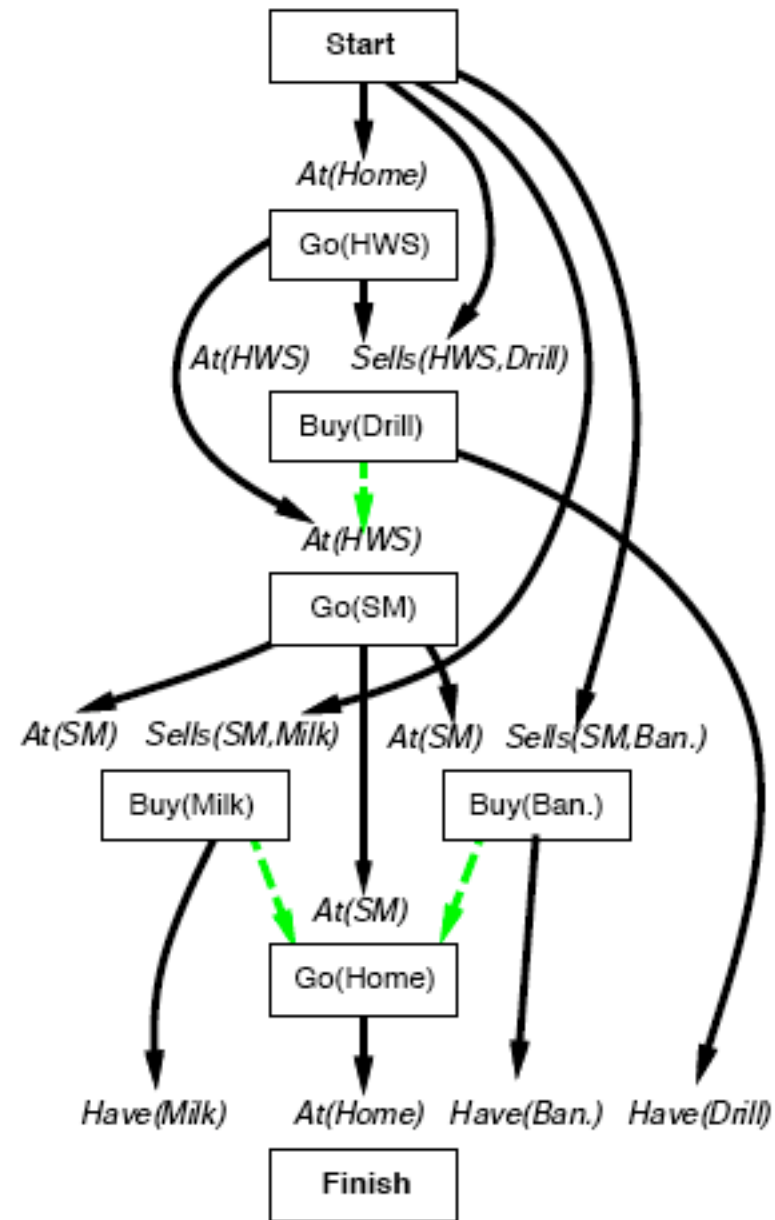 Start
At(Home)
Go(HWS)
At(HWS) Sells(HWS,Drill)
Buy(Drill)
At(HWS)
Go(SM)
At(SM) Sells(SM,Milk) At(SM) Sells(SM,Ban.)
Buy(Milk) Buy(Ban.)
At(SM)
Go(Home)
Have(Milk) At(Home) Have(Ban.) Have(Drill)
Finish